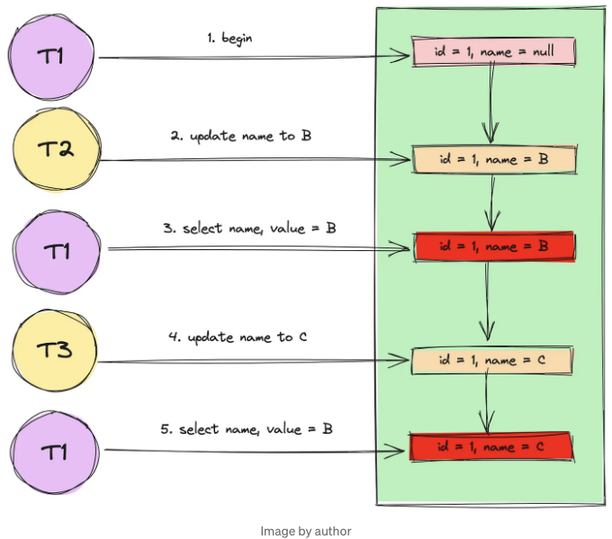 T1
1. begin
id = 1, name = null
T2
2. update name to B
id = 1, name = B
T1
3. select name, value = B
id = 1, name = B
T3
4. update name to C
id = 1, name = C
T1
5. select name, value = B
id = 1, name = C
Image by author